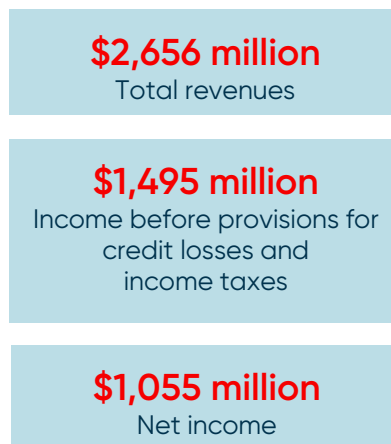 $2,656 million
Total revenues
$1,495 million
Income before provisions for
credit losses and
income taxes
$1,055 million
Net income